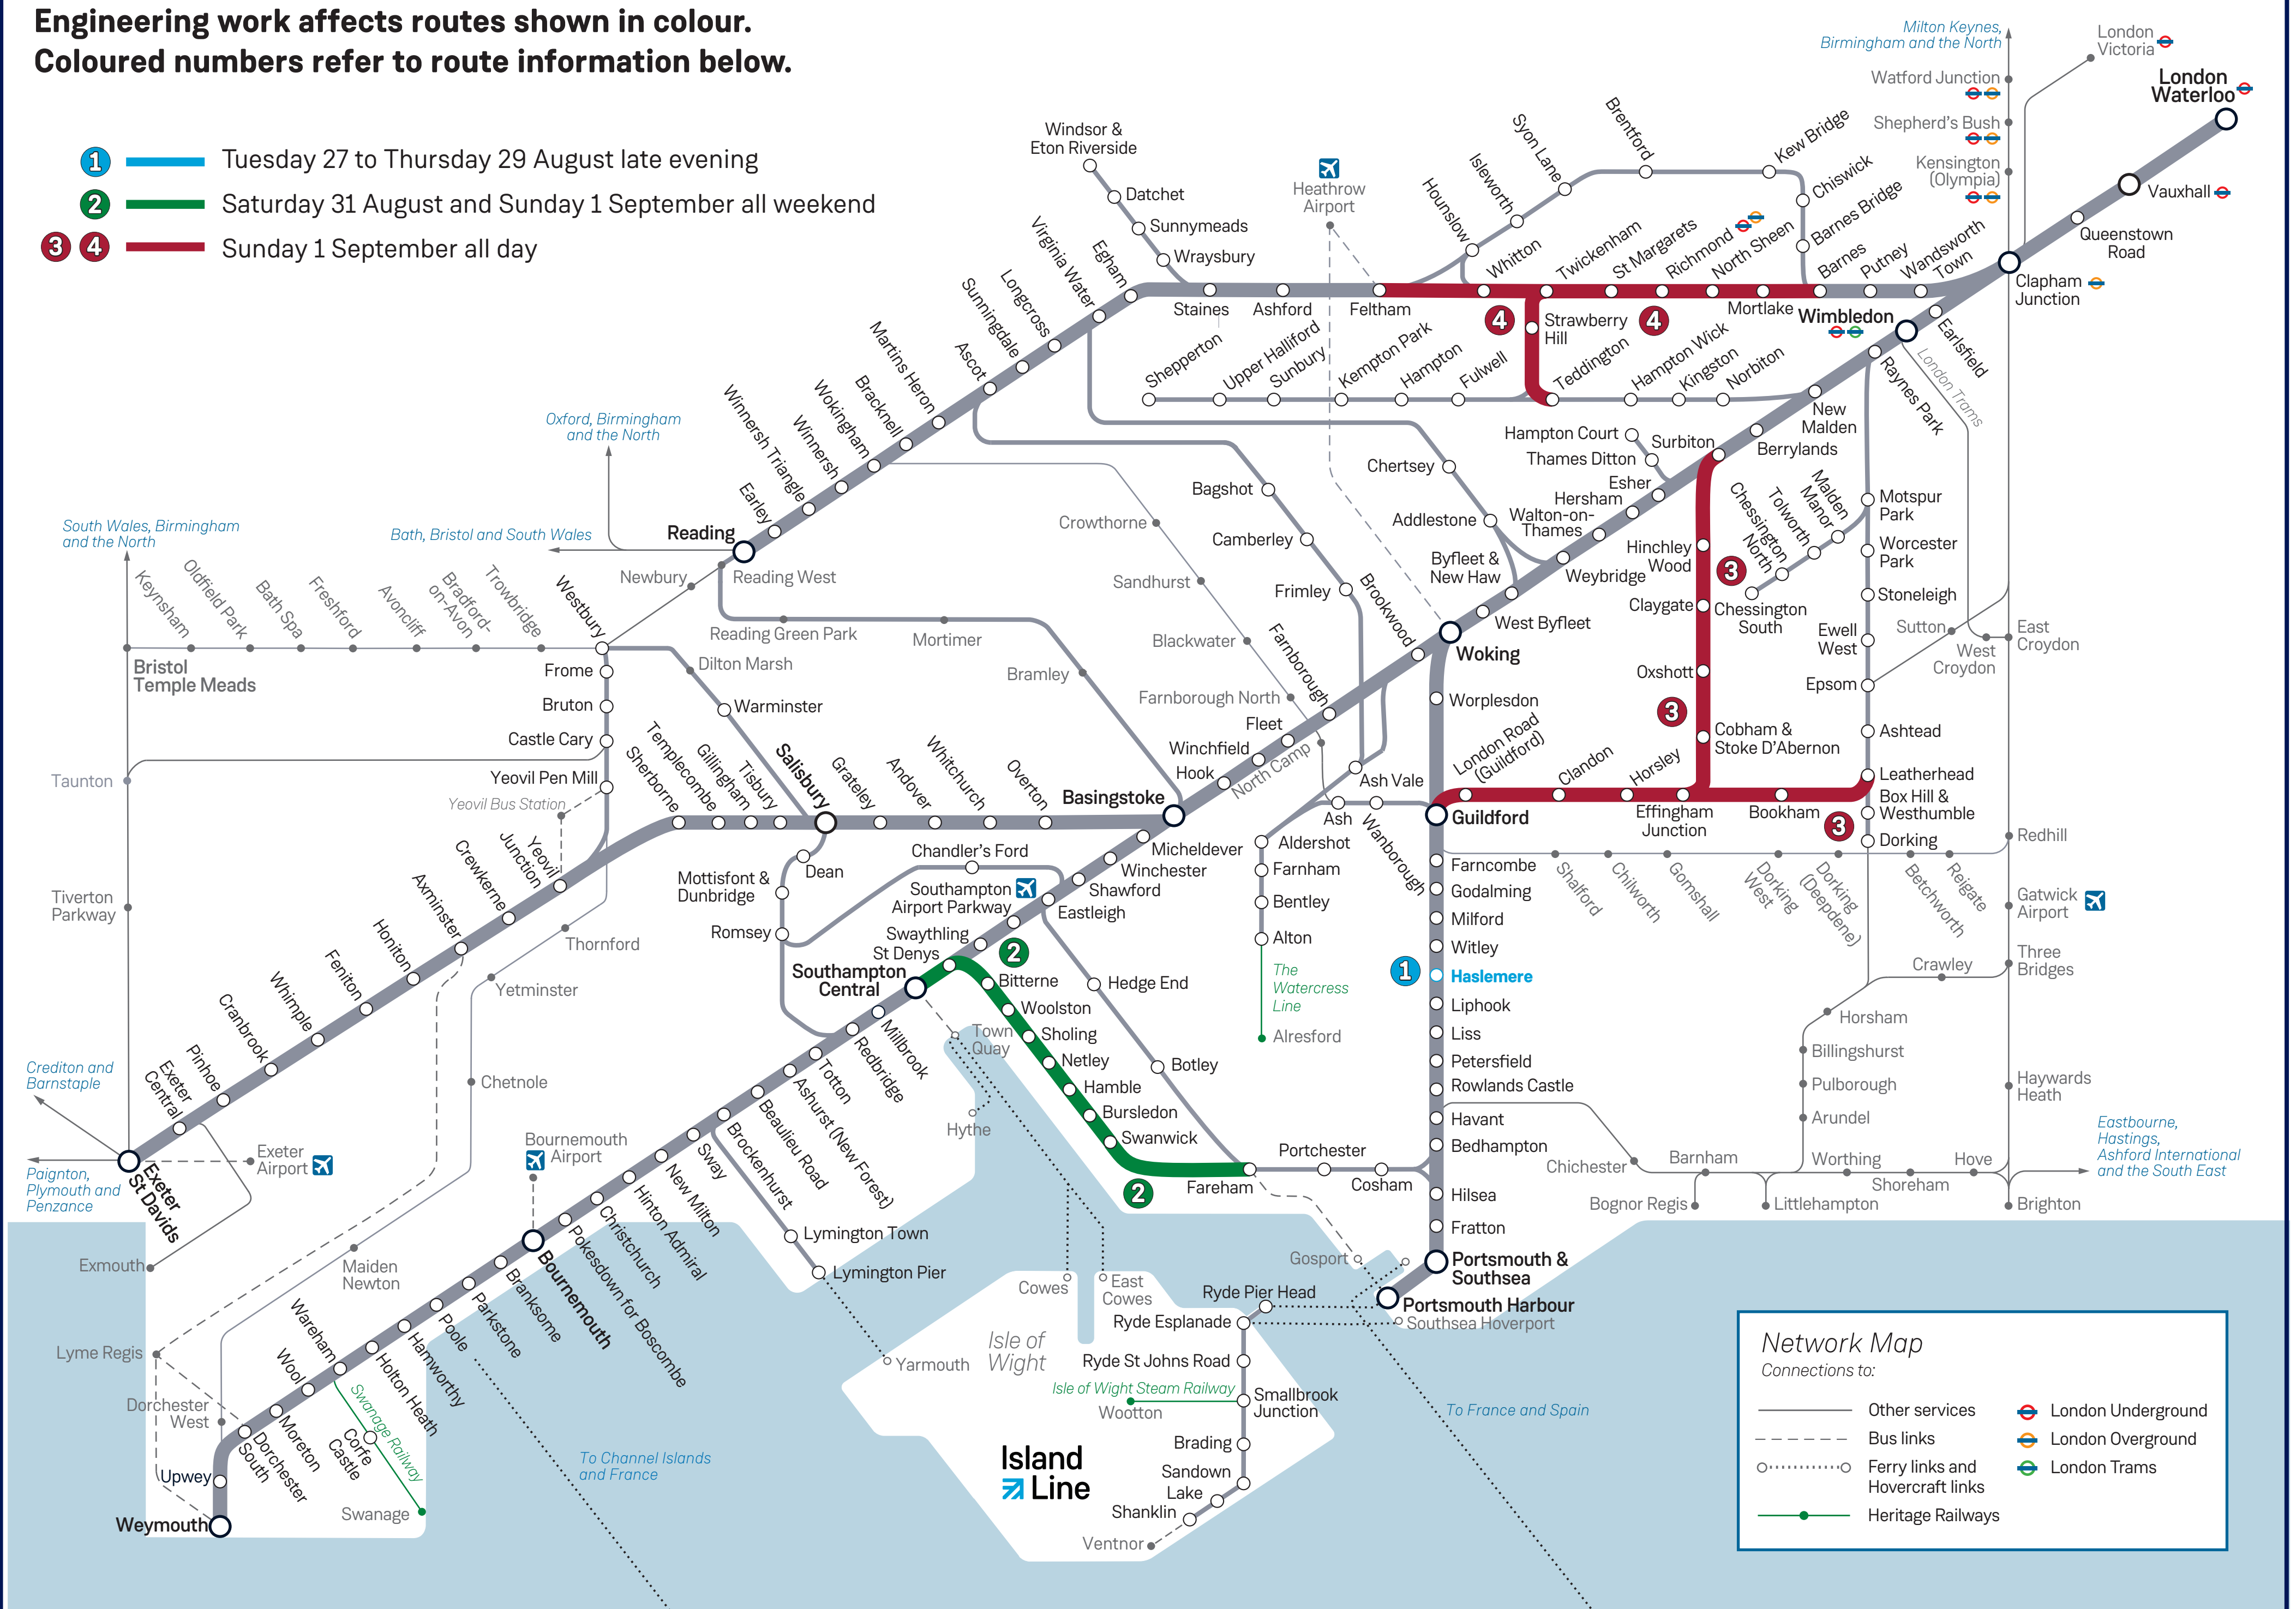 Engineering work affects routes shown in colour.
Coloured numbers refer to route information below.
1 Tuesday 27 to Thursday 29 August late evening
2 Saturday 31 August and Sunday 1 September all weekend
3 4 Sunday 1 September all day
Milton Keynes,
Birmingham and the North
London
Victoria
Watford Junction
London
Waterloo
Shepherd's Bush
Kensington
(Olympia)
Vauxhall
Queenstown
Road
Clapham
Junction
Windsor &
Eton Riverside
Datchet
Sunnymeads
Wraysbury
Heathrow
Airport
Hounslow
Isleworth
Syon Lane
Brentford
Kew Bridge
Chiswick
Barnes Bridge
Virginia Water
Egham
Staines
Ashford
Feltham
Whitton
Twickenham
St Margarets
Richmond
North Sheen
Mortlake
Barnes
Putney
Wandsworth
Town
4
4
Strawberry
Hill
Wimbledon
Earlsfield
London Trams
Raynes Park
Shepperton
Upper Halliford
Sunbury
Kempton Park
Hampton
Fulwell
Teddington
Hampton Wick
Kingston
Norbiton
New
Malden
Berrylands
Longcross
Sunningdale
Ascot
Martins Heron
Bracknell
Wokingham
Winnersh
Winnersh Triangle
Earley
Reading
Oxford, Birmingham
and the North
Bath, Bristol and South Wales
South Wales, Birmingham
and the North
Hampton Court
Thames Ditton
Surbiton
Esher
Hersham
Walton-on-
Thames
Weybridge
Byfleet &
New Haw
West Byfleet
Woking
Chertsey
Addlestone
Bagshot
Camberley
Frimley
Brookwood
Crowthorne
Sandhurst
Blackwater
Farnborough North
North Camp
Farnborough
Fleet
Winchfield
Hook
Basingstoke
Hinchley
Wood
3
Claygate
Oxshott
3
Cobham &
Stoke D'Abernon
Chessington
North
Tolworth
Malden
Manor
Chessington
South
Motspur
Park
Worcester
Park
Stoneleigh
Ewell
West
Epsom
Sutton
West
Croydon
East
Croydon
Ashtead
Leatherhead
Box Hill &
Westhumble
Dorking
3
Bookham
Effingham
Junction
Horsley
Clandon
London Road
(Guildford)
Guildford
Worplesdon
Ash Vale
Ash
Wanborough
Aldershot
Farnham
Bentley
Alton
The
Watercress
Line
Alresford
Redhill
Shalford
Chilworth
Gomshall
Dorking
West
Dorking
(Deepdene)
Betchworth
Reigate
Gatwick
Airport
Three
Bridges
Crawley
Horsham
Billingshurst
Pulborough
Arundel
Haywards
Heath
Eastbourne,
Hastings,
Ashford International
and the South East
Farncombe
Godalming
Milford
Witley
1
Haslemere
Liphook
Liss
Petersfield
Rowlands Castle
Havant
Bedhampton
Hilsea
Fratton
Portsmouth &
Southsea
Portsmouth Harbour
Southsea Hoverport
Chichester
Barnham
Bognor Regis
Littlehampton
Worthing
Shoreham
Hove
Brighton
Newbury
Reading West
Reading Green Park
Mortimer
Bramley
Keynsham
Oldfield Park
Bath Spa
Freshford
Avoncliff
Bradford-
on-Avon
Trowbridge
Westbury
Bristol
Temple Meads
Dilton Marsh
Warminster
Frome
Bruton
Castle Cary
Yeovil Pen Mill
Yeovil Bus Station
Taunton
Tiverton
Parkway
Sherborne
Templecombe
Gillingham
Tisbury
Salisbury
Grateley
Andover
Whitchurch
Overton
Yeovil
Junction
Crewkerne
Axminster
Honiton
Feniton
Whimple
Cranbrook
Pinhoe
Exeter
Central
Exeter
St Davids
Crediton and
Barnstaple
Paignton,
Plymouth and
Penzance
Exeter
Airport
Exmouth
Thornford
Yetminster
Chetnole
Maiden
Newton
Lyme Regis
Dorchester
West
Dean
Mottisfont &
Dunbridge
Romsey
Chandler's Ford
Southampton
Airport Parkway
Micheldever
Winchester
Shawford
Eastleigh
Swaythling
St Denys
2
Southampton
Central
Bitterne
Woolston
Sholing
Netley
Hamble
Bursledon
Swanwick
2
Fareham
Hedge End
Botley
Portchester
Cosham
Gosport
Town
Quay
Hythe
Millbrook
Redbridge
Totton
Ashurst (New Forest)
Beaulieu Road
Brockenhurst
Sway
New Milton
Hinton Admiral
Christchurch
Pokesdown for Boscombe
Bournemouth
Bournemouth
Airport
Branksome
Parkstone
Poole
Hamworthy
Holton Heath
Wareham
Wool
Moreton
Dorchester
South
Upwey
Weymouth
Swanage Railway
Corfe
Castle
Swanage
Lymington Town
Lymington Pier
Yarmouth
Cowes
East
Cowes
Isle of
Wight
Ryde Pier Head
Ryde Esplanade
Ryde St Johns Road
Isle of Wight Steam Railway
Wootton
Smallbrook
Junction
Brading
Sandown
Lake
Shanklin
Ventnor
Island
Line
To Channel Islands
and France
To France and Spain
Network Map
Connections to:
Other services
Bus links
Ferry links and
Hovercraft links
Heritage Railways
London Underground
London Overground
London Trams